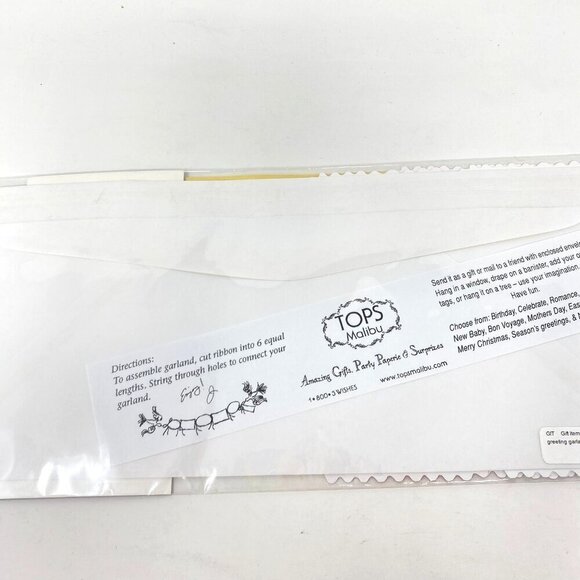 Directions:
To assemble garland, cut ribbon into 6 equal
lengths. String through holes to connect your
garland.
Enjoy!
TOPS
Malibu
Amazing Gifts, Party Paperie & Surprizes
1•800•3 WISHES
www.topsmalibu.com
Send it as a gift or mail to a friend with enclosed
Hang in a window, drape on a banister, add your
tags, or hang it on a tree – use your imagination.
Have fun.
Choose from: Birthday, Celebrate, Romance,
New Baby, Bon Voyage, Mothers Day,
Merry Christmas, Season's greetings, &
GIT Gift
greeting